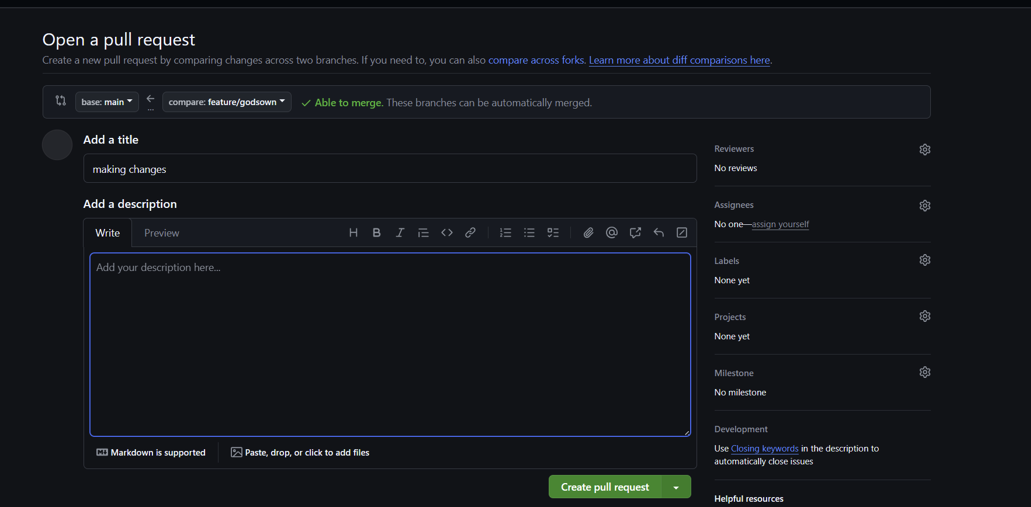 Open a pull request
Create a new pull request by comparing changes across two branches. If you need to, you can also compare across forks. Learn more about diff comparisons here.
base: main
...
compare: feature/godsown
Able to merge. These branches can be automatically merged.
Add a title
making changes
Add a description
Write
Preview
H B I
Add your description here...
Markdown is supported
Paste, drop, or click to add files
Create pull request
Reviewers
No reviews
Assignees
No one—assign yourself
Labels
None yet
Projects
None yet
Milestone
No milestone
Development
Use Closing keywords in the description to
automatically close issues
Helpful resources